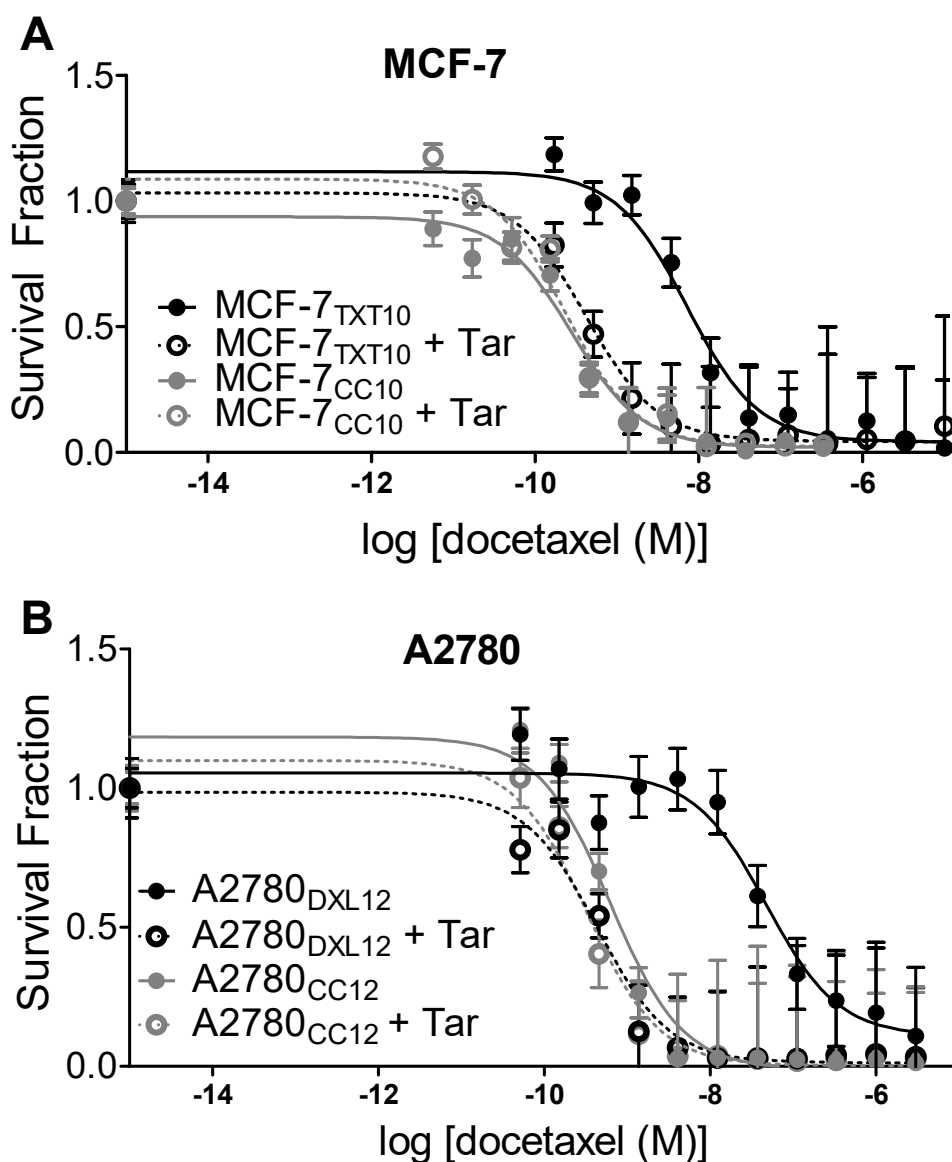 A
MCF-7
1.5
1.0
0.5
0.0
Survival Fraction
MCF-7TXT10
MCF-7TXT10 + Tar
MCF-7CC10
MCF-7CC10 + Tar
-14 -12 -10 -8 -6
log [docetaxel (M)]
B
A2780
1.5
1.0
0.5
0.0
Survival Fraction
A2780DXL12
A2780DXL12 + Tar
A2780CC12
A2780CC12 + Tar
-14 -12 -10 -8 -6
log [docetaxel (M)]